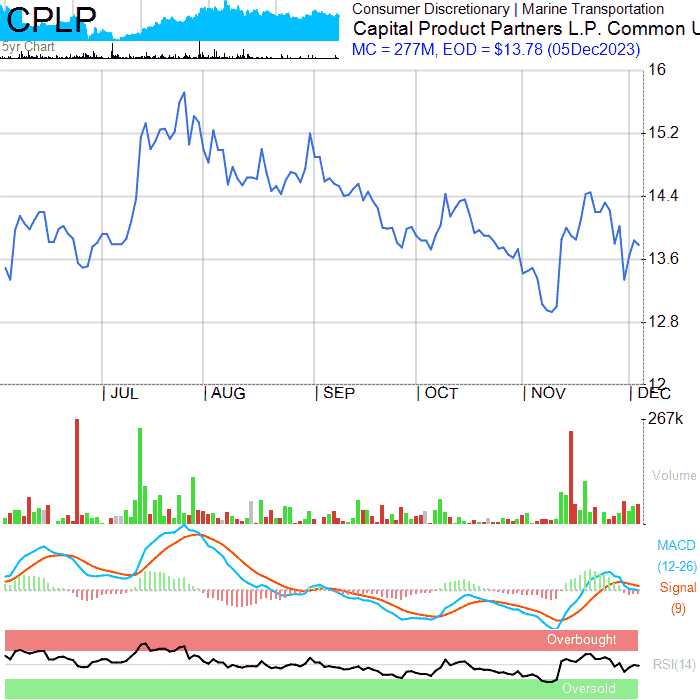 CPLP
5yr Chart
Consumer Discretionary | Marine Transportation
Capital Product Partners L.P. Common U
MC = 277M, EOD = $13.78 (05Dec2023)
16
15.2
14.4
13.6
12.8
12
| JUL | AUG | SEP | OCT | NOV | DEC
267k
Volume
MACD
(12-26)
Signal
(9)
Overbought
RSI(14)
Oversold